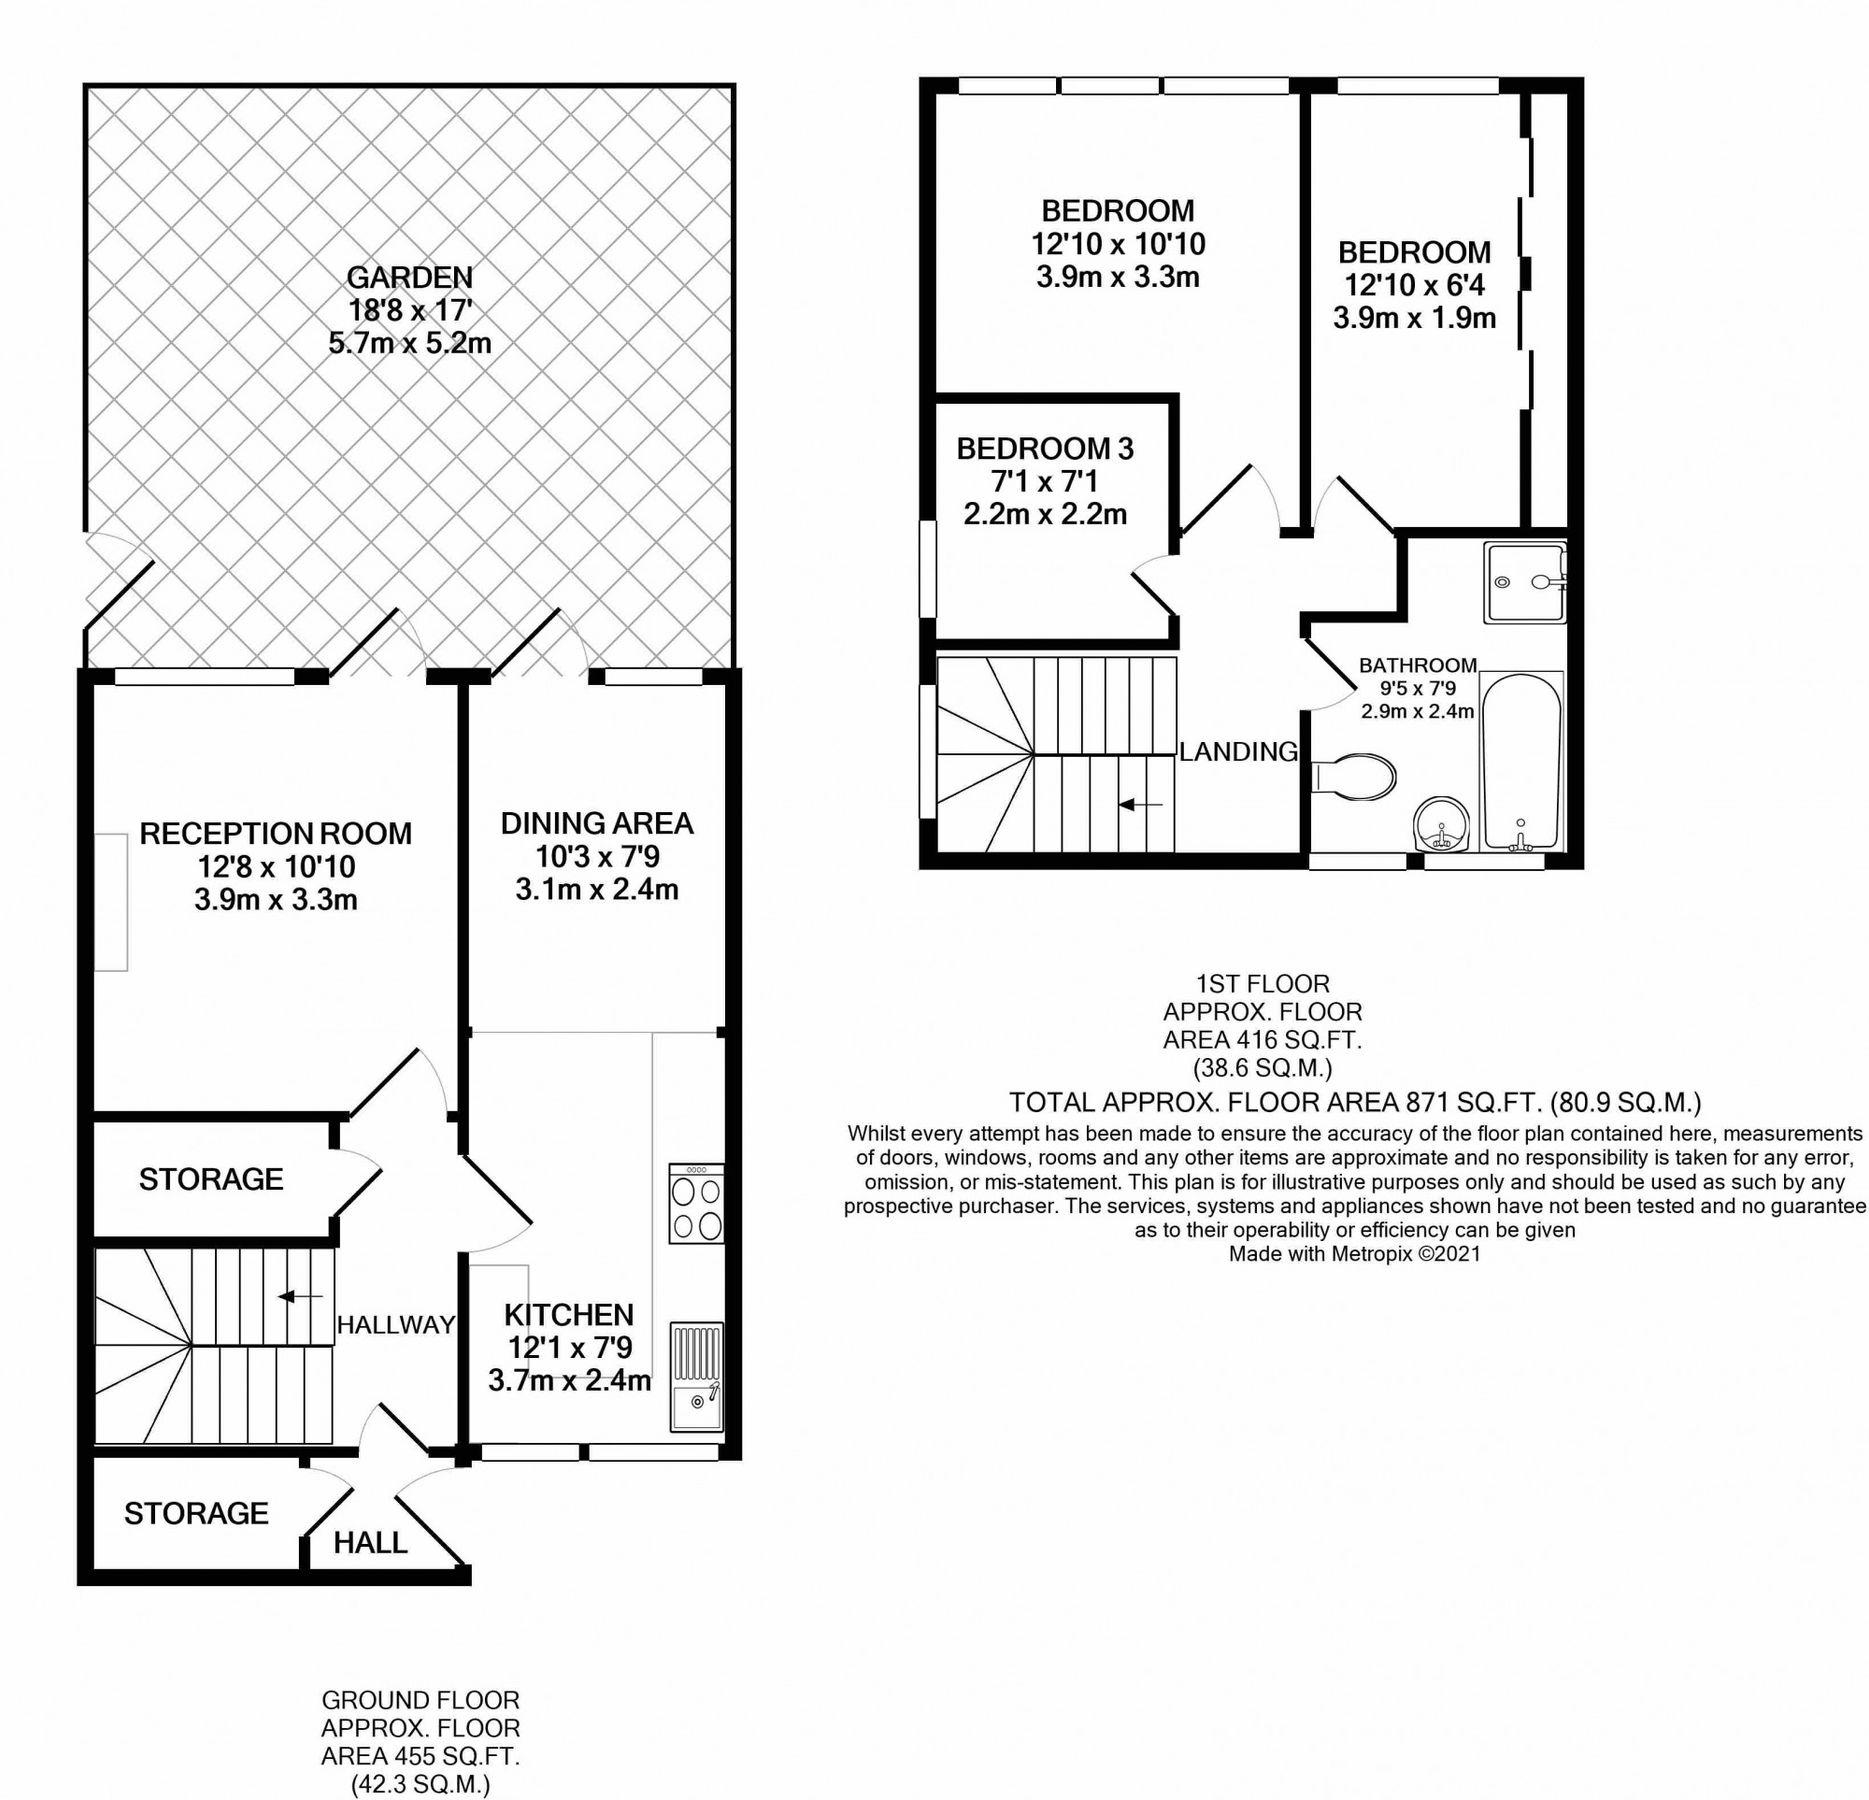 GARDEN
18'8 x 17'
5.7m x 5.2m
RECEPTION ROOM
12'8 x 10'10
3.9m x 3.3m
DINING AREA
10'3 x 7'9
3.1m x 2.4m
STORAGE
HALLWAY
KITCHEN
12'1 x 7'9
3.7m x 2.4m
STORAGE
HALL
GROUND FLOOR
APPROX. FLOOR
AREA 455 SQ.FT.
(42.3 SQ.M.)
BEDROOM
12'10 x 10'10
3.9m x 3.3m
BEDROOM
12'10 x 6'4
3.9m x 1.9m
BEDROOM 3
7'1 x 7'1
2.2m x 2.2m
BATHROOM
9'5 x 7'9
2.9m x 2.4m
LANDING
1ST FLOOR
APPROX. FLOOR
AREA 416 SQ.FT.
(38.6 SQ.M.)
TOTAL APPROX. FLOOR AREA 871 SQ.FT. (80.9 SQ.M.)
Whilst every attempt has been made to ensure the accuracy of the floor plan contained here, measurements
of doors, windows, rooms and any other items are approximate and no responsibility is taken for any error,
omission, or mis-statement. This plan is for illustrative purposes only and should be used as such by any
prospective purchaser. The services, systems and appliances shown have not been tested and no guarantee
as to their operability or efficiency can be given
Made with Metropix ©2021